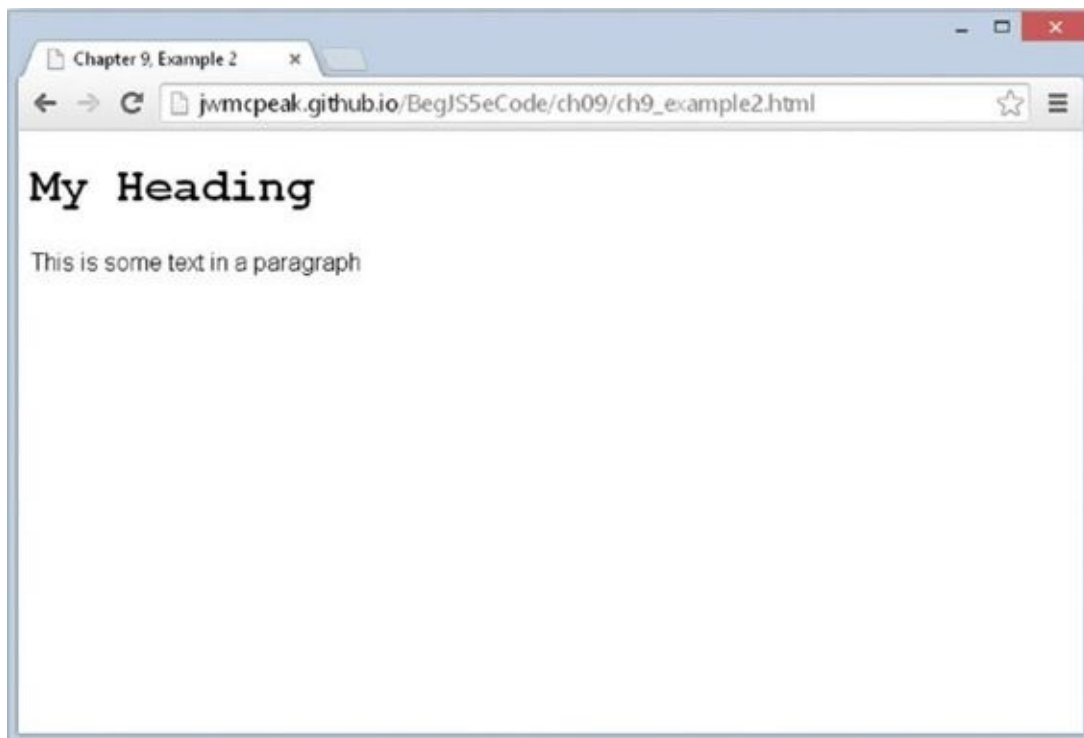 Chapter 9, Example 2
jwmcpeak.github.io/BegJS5eCode/ch09/ch9_example2.html
My Heading
This is some text in a paragraph